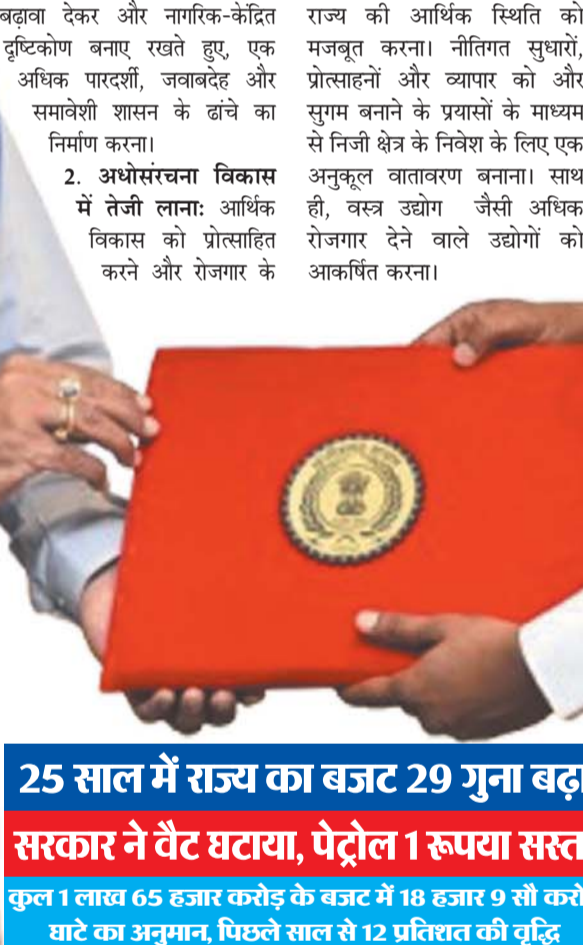 बढ़ावा देकर और नागरिक-केंद्रित
दृष्टिकोण बनाए रखते हुए, एक
अधिक पारदर्शी, जवाबदेह और
समावेशी शासन के ढांचे का
निर्माण करना।
2. अधोसंरचना विकास
में तेजी लानाः आर्थिक
विकास को प्रोत्साहित
करने और रोजगार के
राज्य की आर्थिक स्थिति को
मजबूत करना। नीतिगत सुधारों,
प्रोत्साहनों और व्यापार को और
सुगम बनाने के प्रयासों के माध्यम
से निजी क्षेत्र के निवेश के लिए एक
अनुकूल वातावरण बनाना। साथ
ही, वस्त्र उद्योग जैसी अधिक
रोजगार देने वाले उद्योगों को
आकर्षित करना।
25 साल में राज्य का बजट 29 गुना बढ़ा
सरकार ने वैट घटाया, पेट्रोल 1 रूपया सस्त
कुल 1 लाख 65 हजार करोड़ के बजट में 18 हजार 9 सौ करो
घाटे का अनुमान, पिछले साल से 12 प्रतिशत की वृद्धि